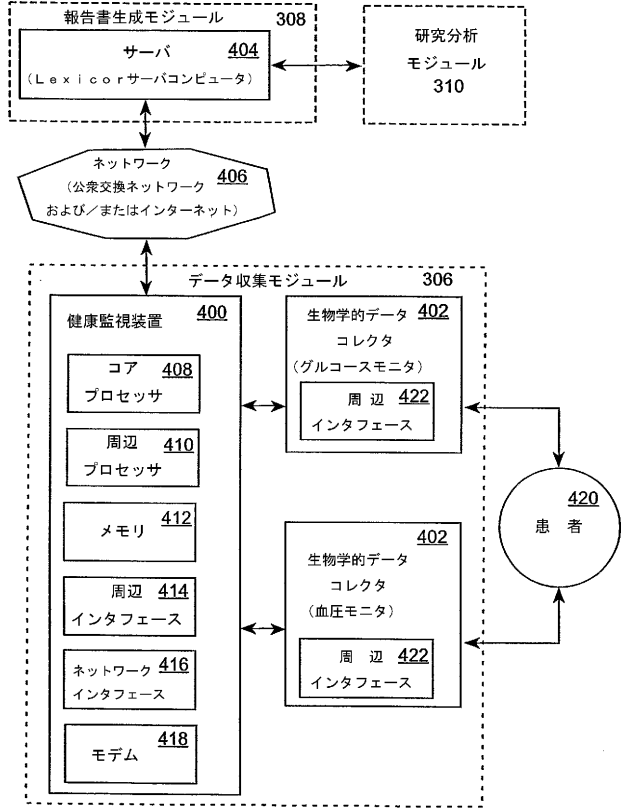 報告書生成モジュール 308
サーバ 404
(Ｌｅｘｉｃｏｒサーバコンピュータ)
研究分析
モジュール
310
ネットワーク 406
(公衆交換ネットワーク
および／またはインターネット)
データ収集モジュール 306
健康監視装置 400
コア 408
プロセッサ
周辺 410
プロセッサ
メモリ 412
周辺 414
インタフェース
ネットワーク 416
インタフェース
モデム 418
生物学的データ 402
コレクタ
(グルコースモニタ)
周 辺 422
インタフェース
402
生物学的データ
コレクタ
(血圧モニタ)
周 辺 422
インタフェース
420
患 者